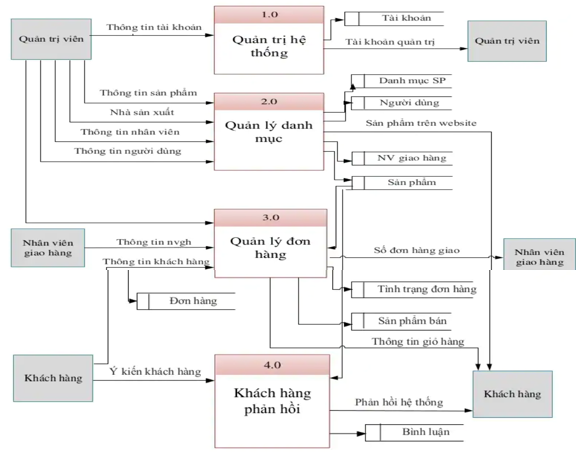 1.0
Quản trị hệ
thống
Quản trị viên
Thông tin tài khoản
Tài khoản
Tài khoản quản trị
Quản trị viên
Thông tin sản phẩm
Nhà sản xuất
Thông tin nhân viên
Thông tin người dùng
2.0
Quản lý danh
mục
Danh mục SP
Người dùng
Sản phẩm trên website
NV giao hàng
Sản phẩm
3.0
Quản lý đơn
hàng
Nhân viên
giao hàng
Thông tin nvgh
Thông tin khách hàng
Số đơn hàng giao
Nhân viên
giao hàng
Đơn hàng
Tình trạng đơn hàng
Sản phẩm bán
Thông tin giỏ hàng
4.0
Khách hàng
phản hồi
Khách hàng
Ý kiến khách hàng
Phản hồi hệ thống
Khách hàng
Bình luận